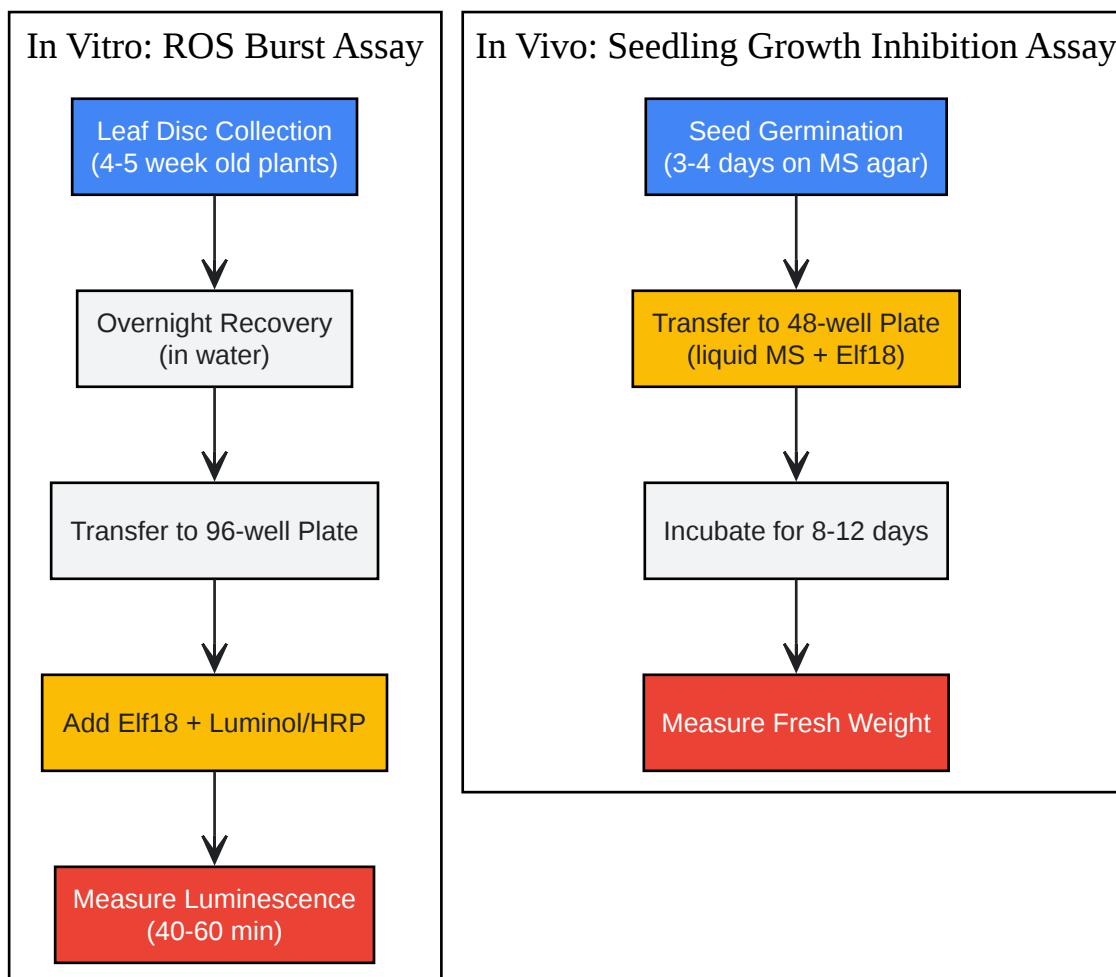 In Vitro: ROS Burst Assay
Leaf Disc Collection
(4-5 week old plants)
Overnight Recovery
(in water)
Transfer to 96-well Plate
Add Elf18 + Luminol/HRP
Measure Luminescence
(40-60 min)
In Vivo: Seedling Growth Inhibition Assay
Seed Germination
(3-4 days on MS agar)
Transfer to 48-well Plate
(liquid MS + Elf18)
Incubate for 8-12 days
Measure Fresh Weight